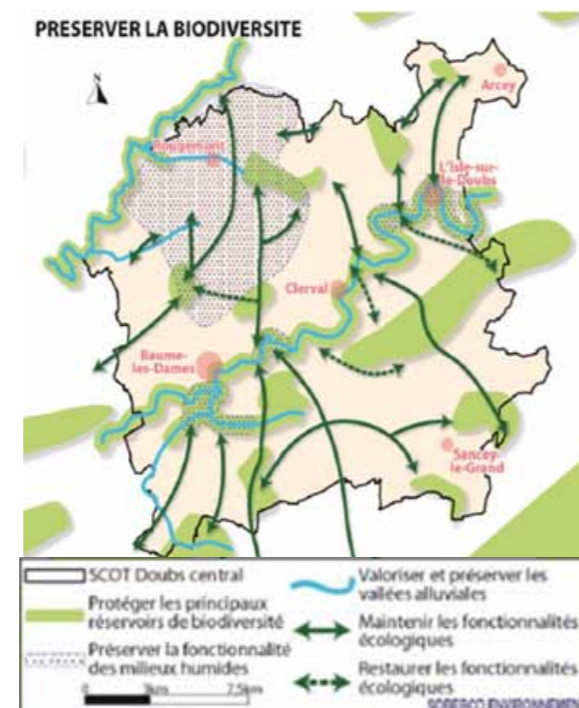 PRESERVER LA BIODIVERSITE
N
Arcey
Rougemont
L'Isle-sur-
le-Doubs
Clerval
Baume-
les-Dames
Sancey-
le-Grand
SCOT Doubs central
Protéger les principaux
réservoirs de biodiversité
Préserver la fonctionnalité
des milieux humides
Valoriser et préserver les
vallées alluviales
Maintenir les fonctionnalités
écologiques
Restaurer les fonctionnalités
écologiques
0 7,5km
SOBERCO ENVIRONNEMEN